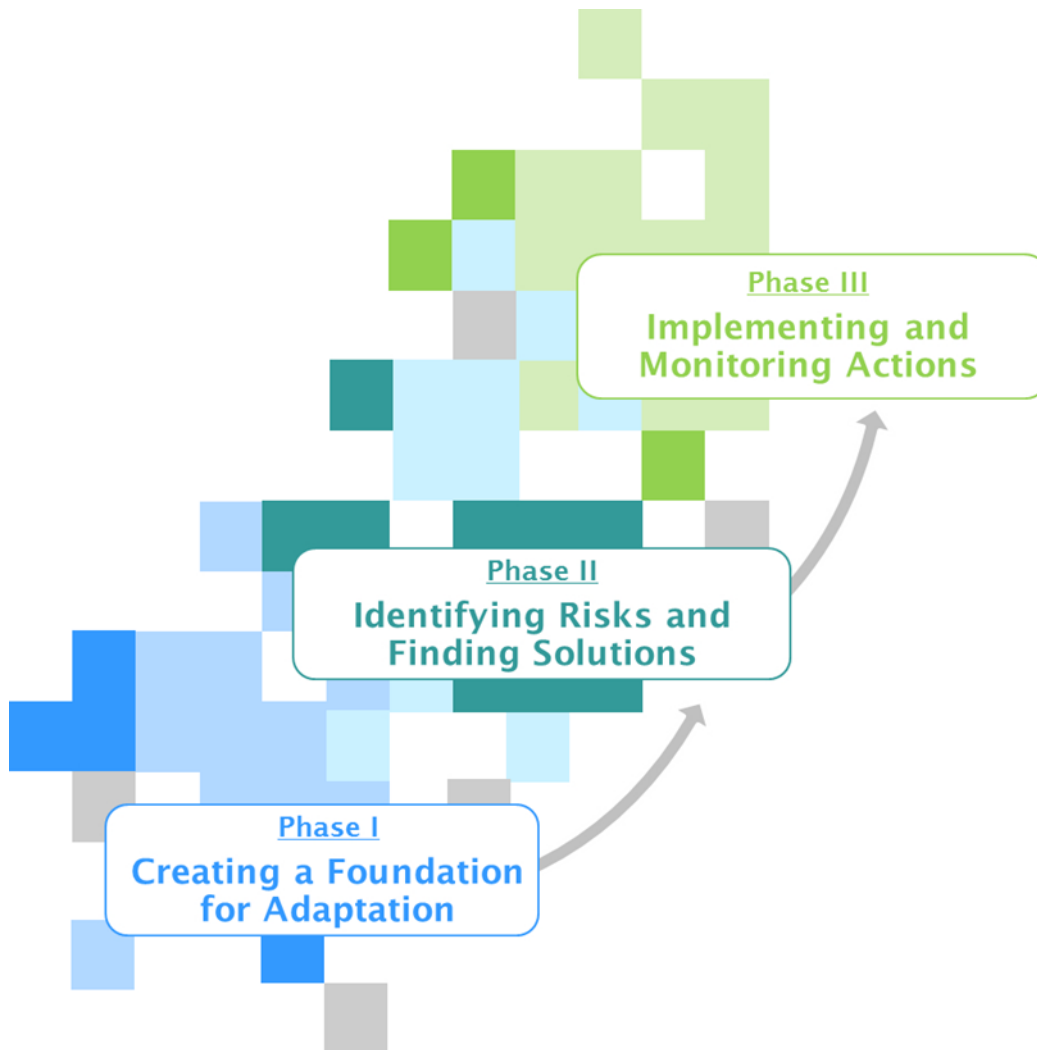 Phase III
Implementing and
Monitoring Actions
Phase II
Identifying Risks and
Finding Solutions
Phase I
Creating a Foundation
for Adaptation